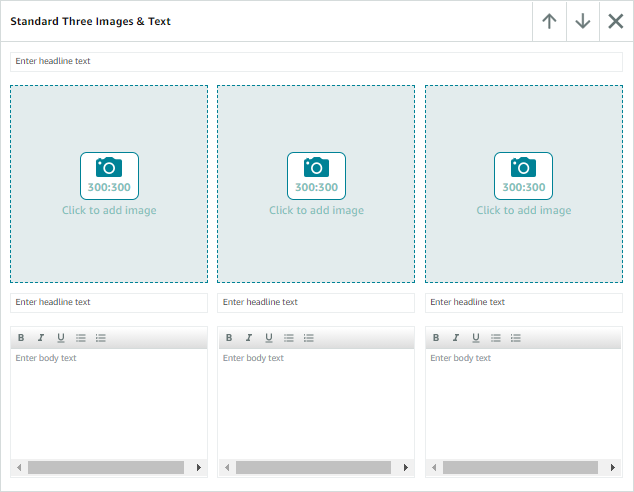 Standard Three Images & Text
Enter headline text
300:300 300:300 300:300
Click to add image Click to add image Click to add image
Enter headline text Enter headline text Enter headline text
B I U B I U B I U
Enter body text Enter body text Enter body text